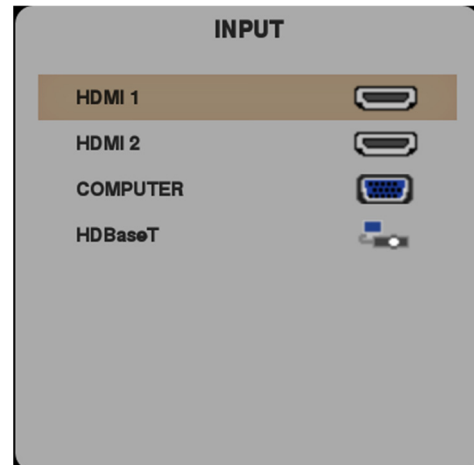 INPUT
HDMI 1
HDMI 2
COMPUTER
HDBaseT